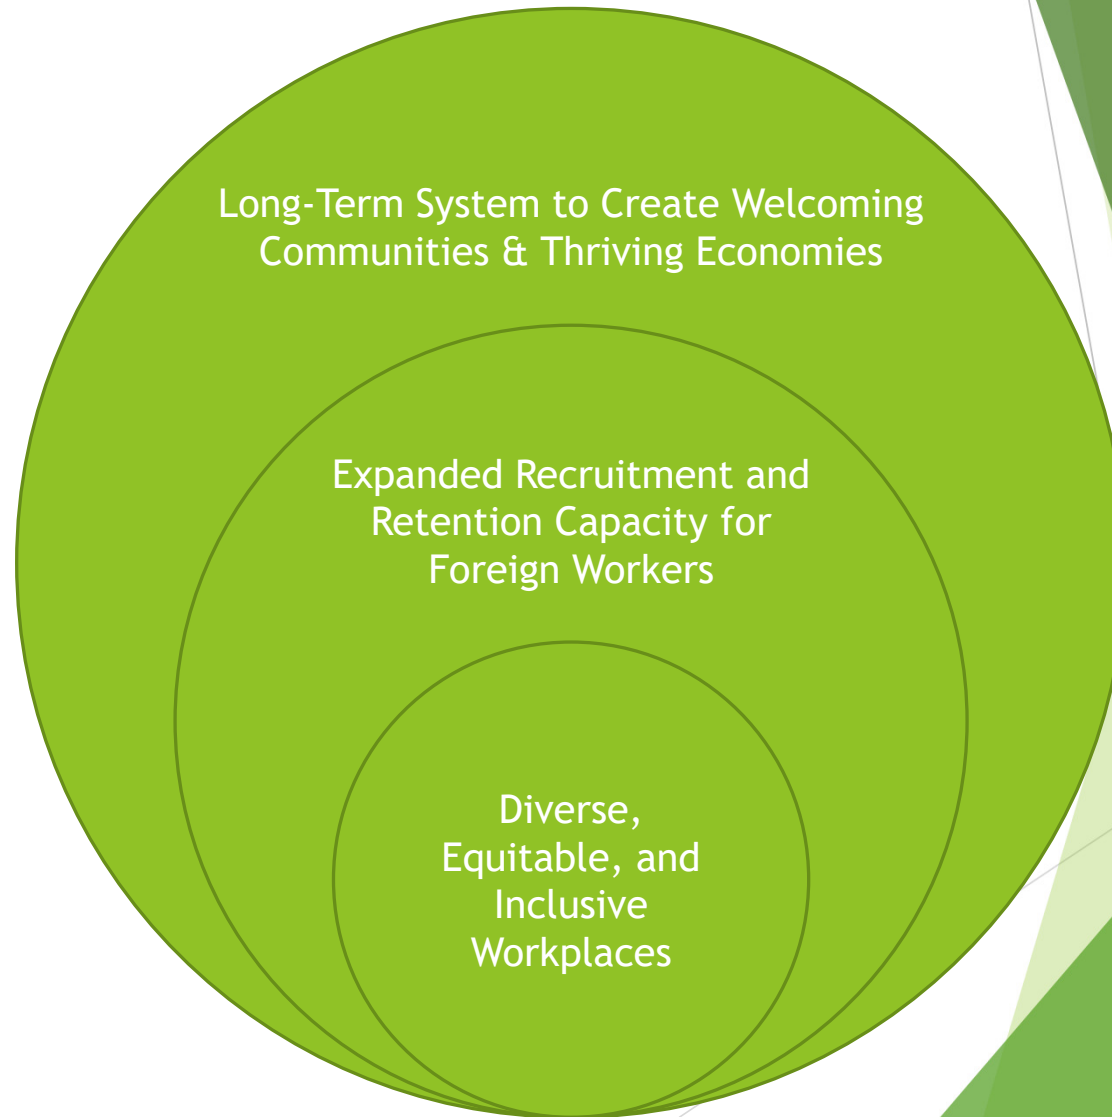 Long-Term System to Create Welcoming
Communities & Thriving Economies
Expanded Recruitment and
Retention Capacity for
Foreign Workers
Diverse,
Equitable, and
Inclusive
Workplaces